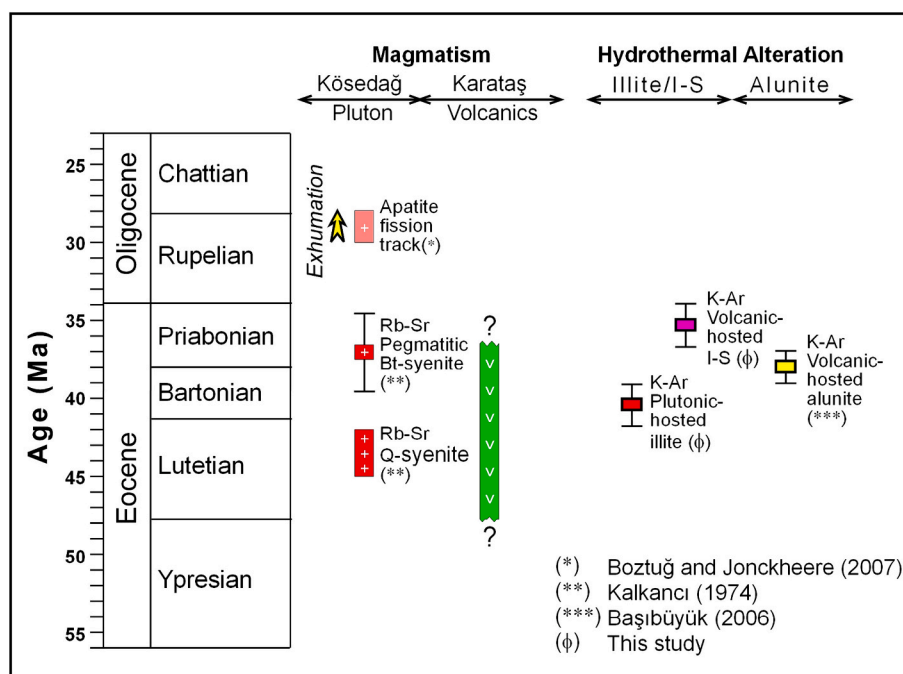 Magmatism
Hydrothermal Alteration
Kösedağ
Karataş
Illite/I-S
Alunite
Pluton
Volcanics
Age (Ma)
25
30
35
40
45
50
55
Oligocene
Eocene
Chattian
Rupelian
Priabonian
Bartonian
Lutetian
Ypresian
Exhumation
+
Apatite
fission
track(*)
+
Rb-Sr
Pegmatitic
Bt-syenite
(**)
+
+
+
Rb-Sr
Q-syenite
(**)
?
v
v
v
v
v
v
?
K-Ar
Plutonic-
hosted
illite (ϕ)
K-Ar
Volcanic-
hosted
I-S (ϕ)
K-Ar
Volcanic-
hosted
alunite
(***)
(*) Boztuğ and Jonckheere (2007)
(**) Kalkancı (1974)
(***) Başıbüyük (2006)
(ϕ) This study